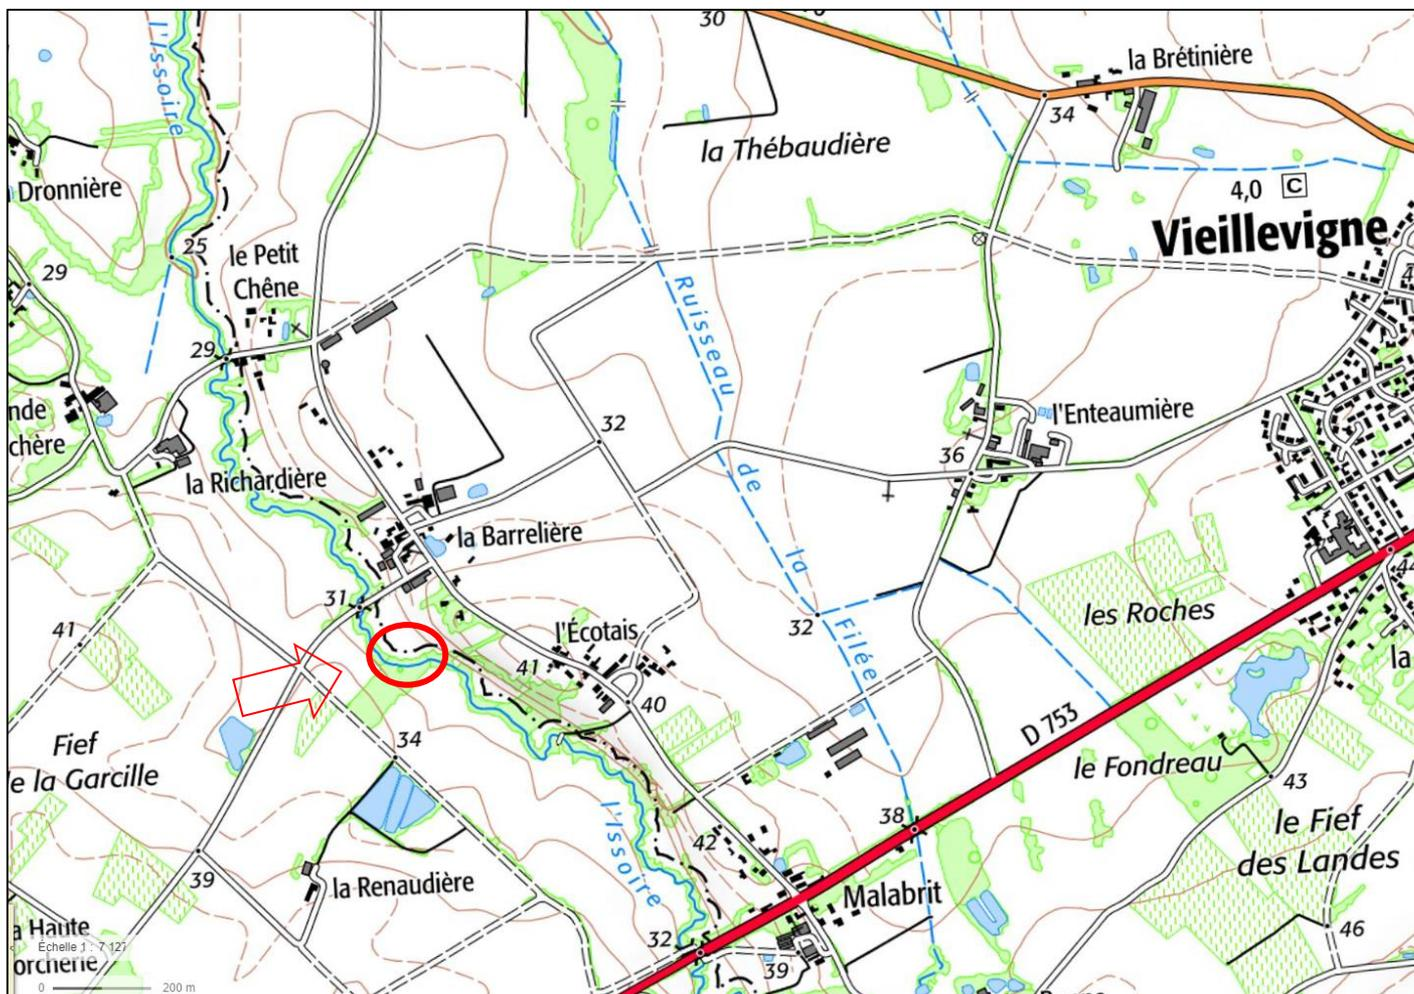 30
la Brétinière
l'Issoire
34
la Thébaudière
Dronnière
4,0 C
Vieillevigne
25
le Petit
Chêne
29
Ruisseau
29
nde
chère
32
l'Enteaumière
36
la Richardière
de
la Barrelière
la
31
les Roches
44
41
l'Écotais
32
Filée
la
41
40
D 753
Fief
e la Garcille
34
le Fondreau
43
l'Issoire
38
le Fief
des Landes
42
39
la Renaudière
Malabrit
a Haute
46
Échelle 1 : 7 127
orcherie
32
39
0 200 m